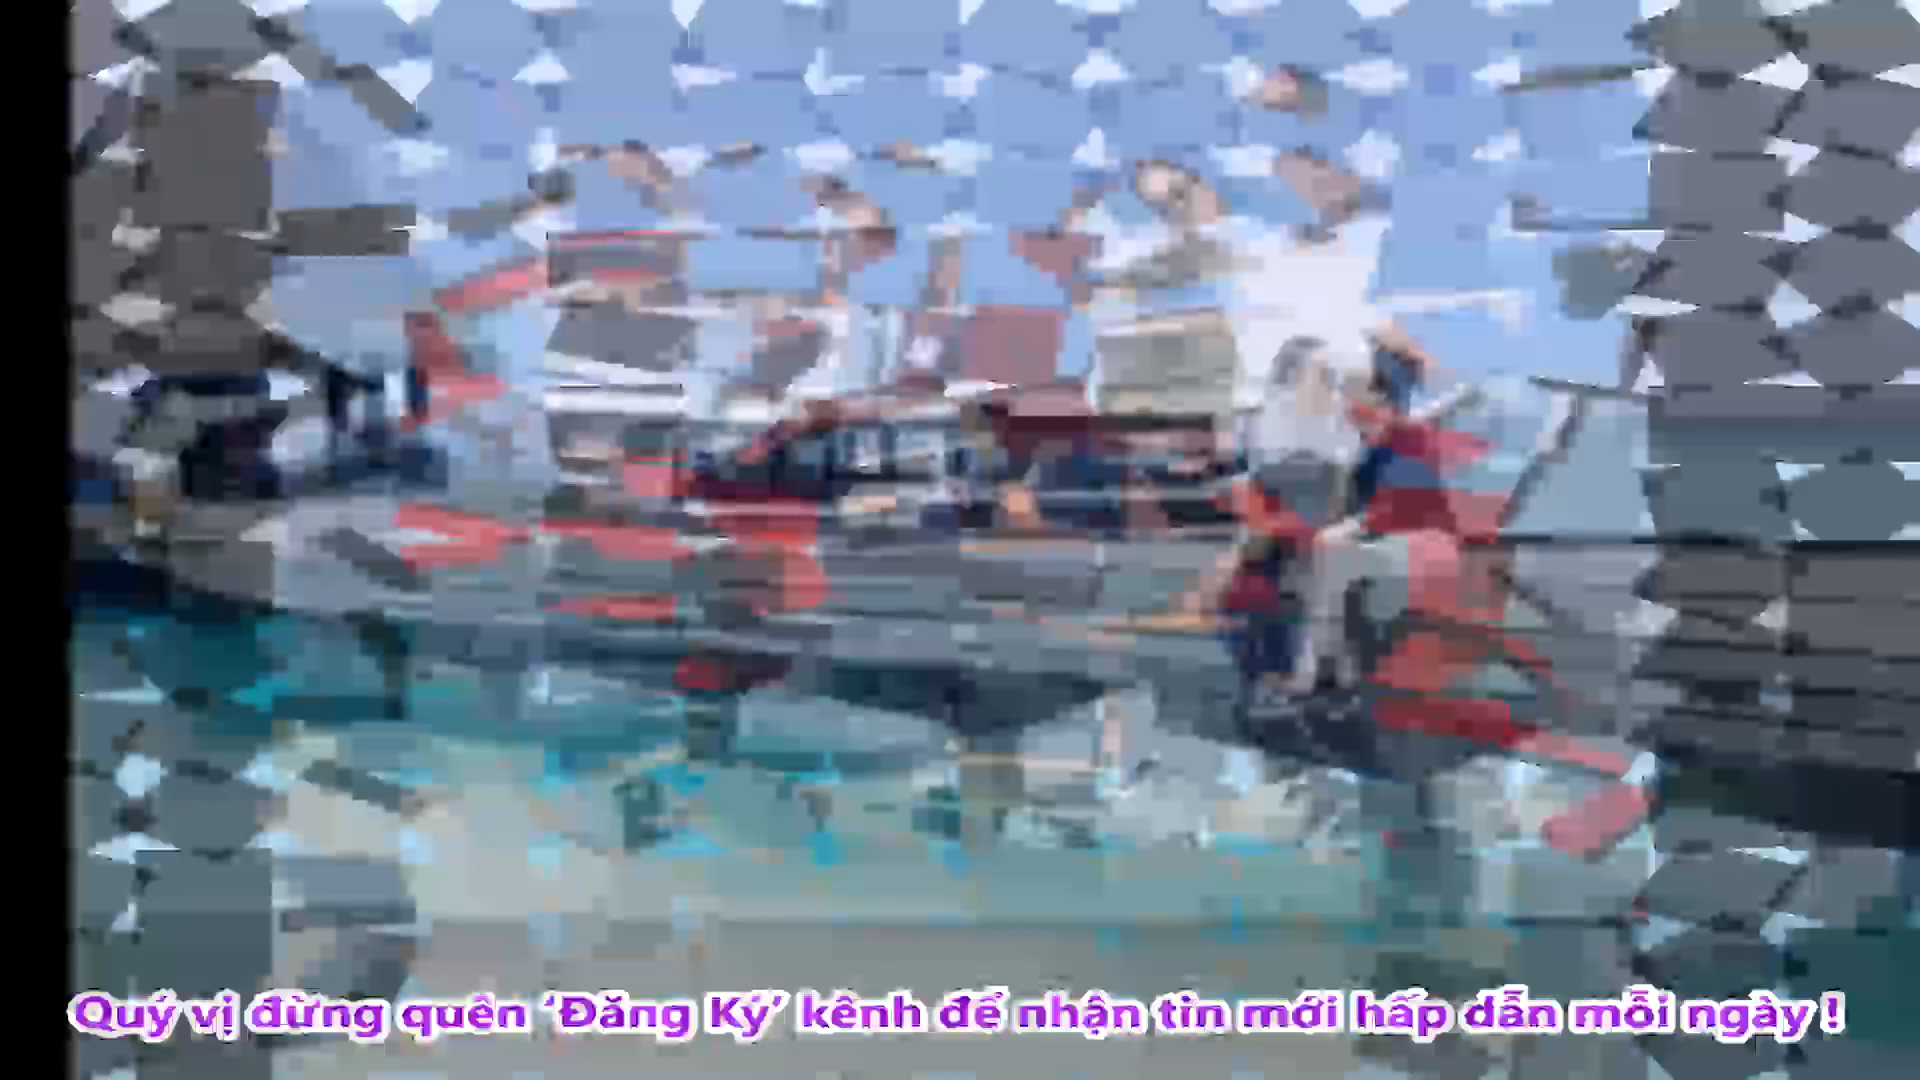 Quý vị đừng quên ‘Đăng Ký’ kênh để nhận tin mới hấp dẫn mỗi ngày !